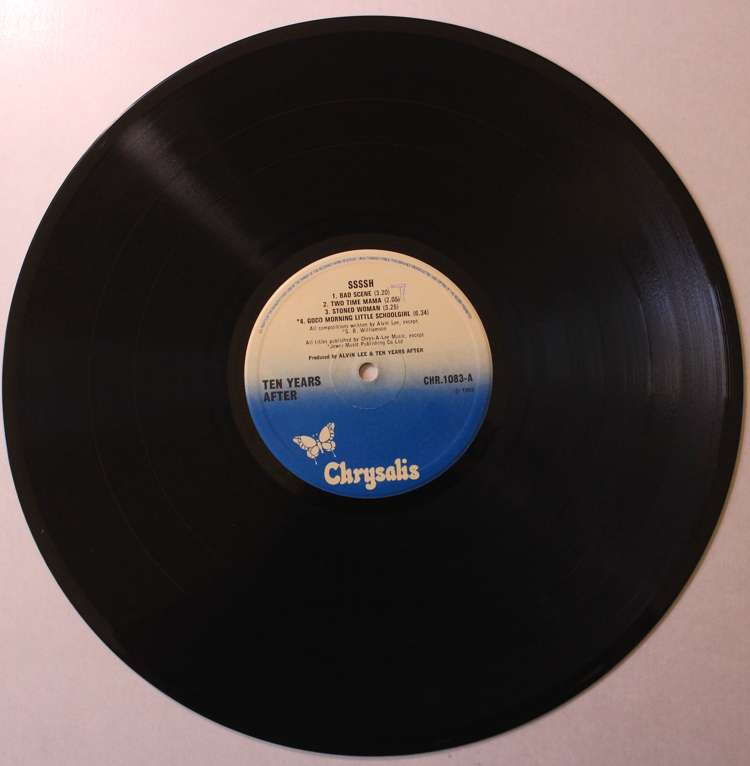 SSSSH
1. BAD SCENE (3.20)
2. TWO TIME MAMA (2.05)
3. STONED WOMAN (3.25)
*4. GOOD MORNING LITTLE SCHOOLGIRL (6.34)
All compositions written by Alvin Lee, except
*S. B. Williamson
All titles published by Chrys-A-Lee Music, except
*Jewel Music Publishing Co Ltd
Produced by ALVIN LEE & TEN YEARS AFTER
TEN YEARS
AFTER
CHR.1083-A
Chrysalis